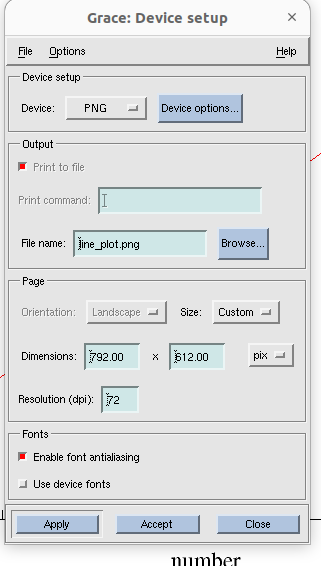 Grace: Device setup ×
File Options Help
Device setup
Device: PNG Device options...
Output
Print to file
Print command:
File name: line_plot.png Browse...
Page
Orientation: Landscape Size: Custom
Dimensions: 792.00 x 612.00 pix
Resolution (dpi): 72
Fonts
Enable font antialiasing
Use device fonts
Apply Accept Close
number